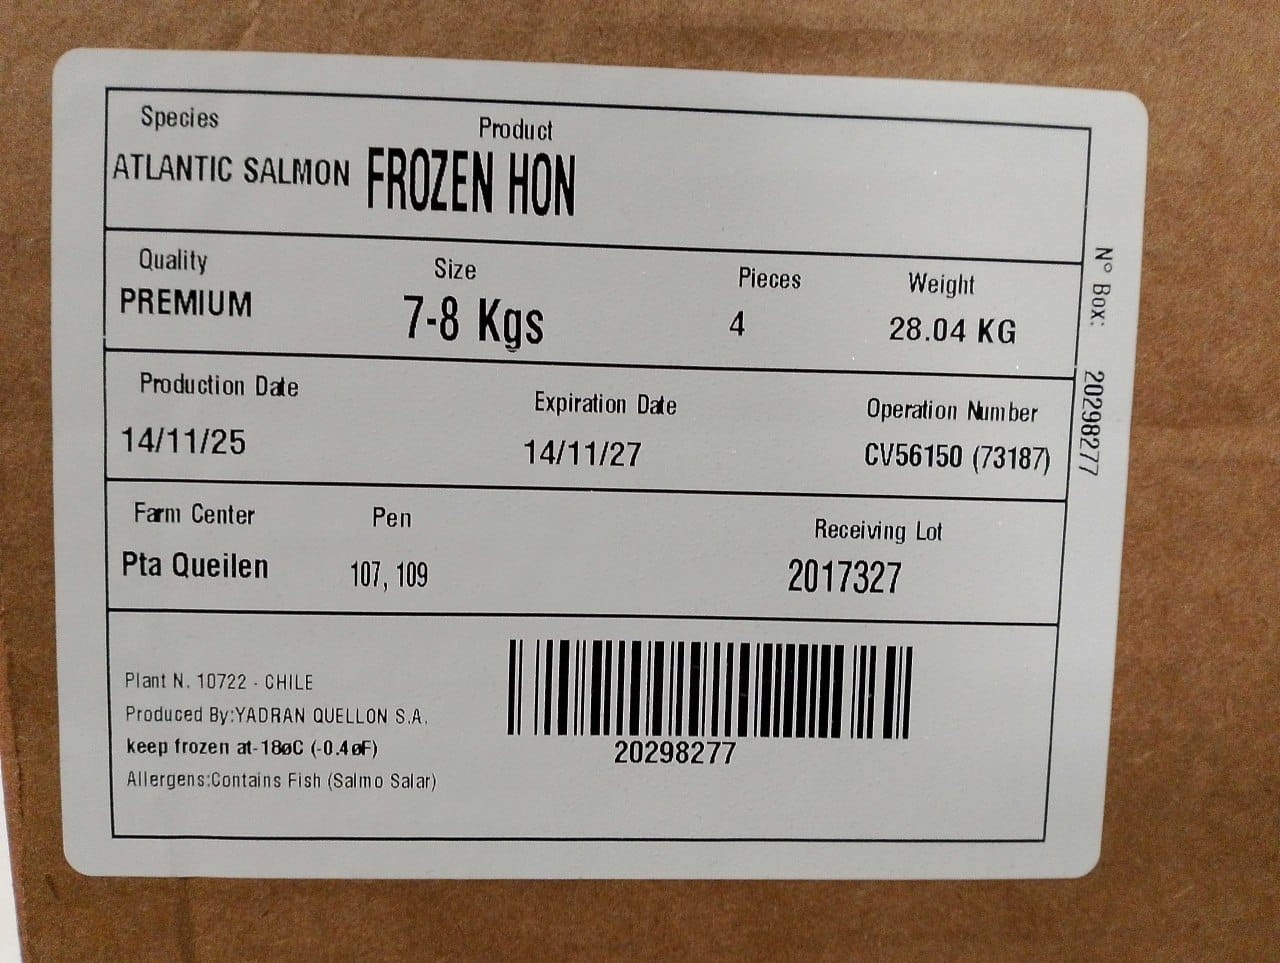 Species Product
ATLANTIC SALMON FROZEN HON
Quality Size Pieces Weight
PREMIUM 7-8 Kgs 4 28.04 KG
Production Date Expiration Date Operation Number
14/11/25 14/11/27 CV56150 (73187)
Farm Center Pen Receiving Lot
Pta Queilen 107, 109 2017327
Plant N. 10722 - CHILE
Produced By:YADRAN QUELLON S.A.
keep frozen at-18øC (-0.4øF)
Allergens:Contains Fish (Salmo Salar)
20298277
N° Box: 20298277